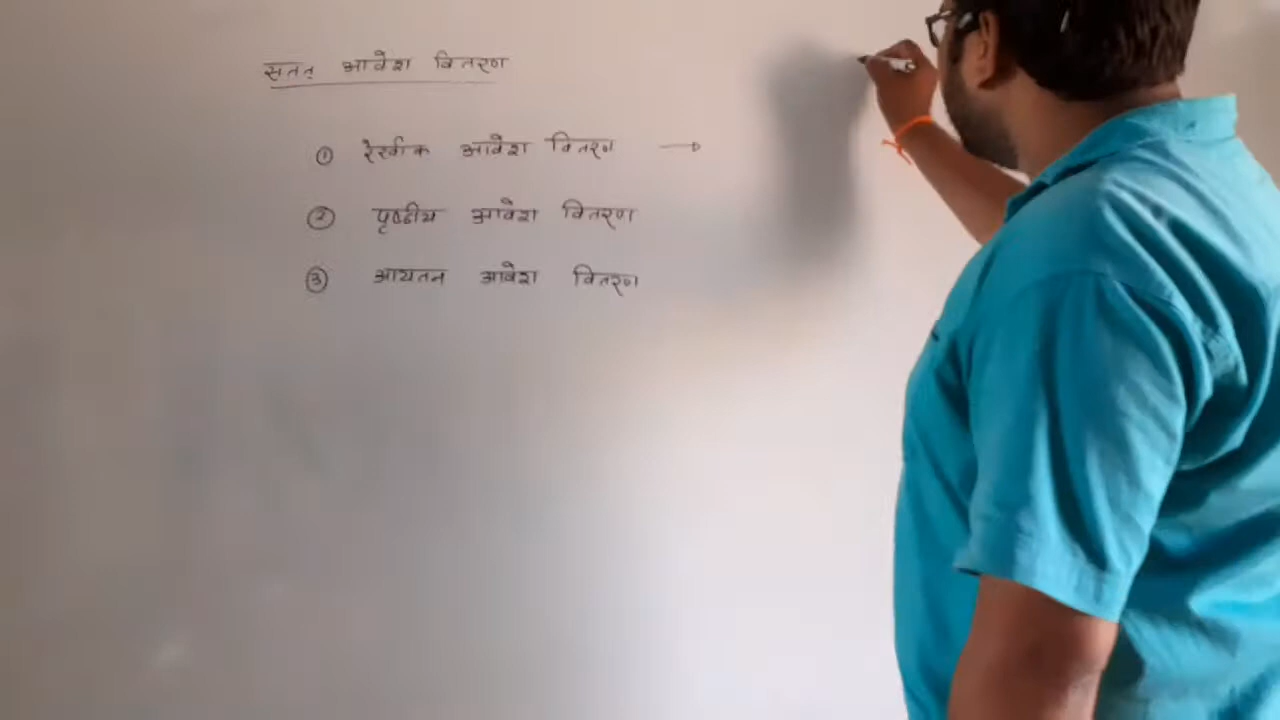 सतत् आवेश वितरण
① रेखीक आवेश वितरण →
② पृष्ठीय आवेश वितरण
③ आयतन आवेश वितरण